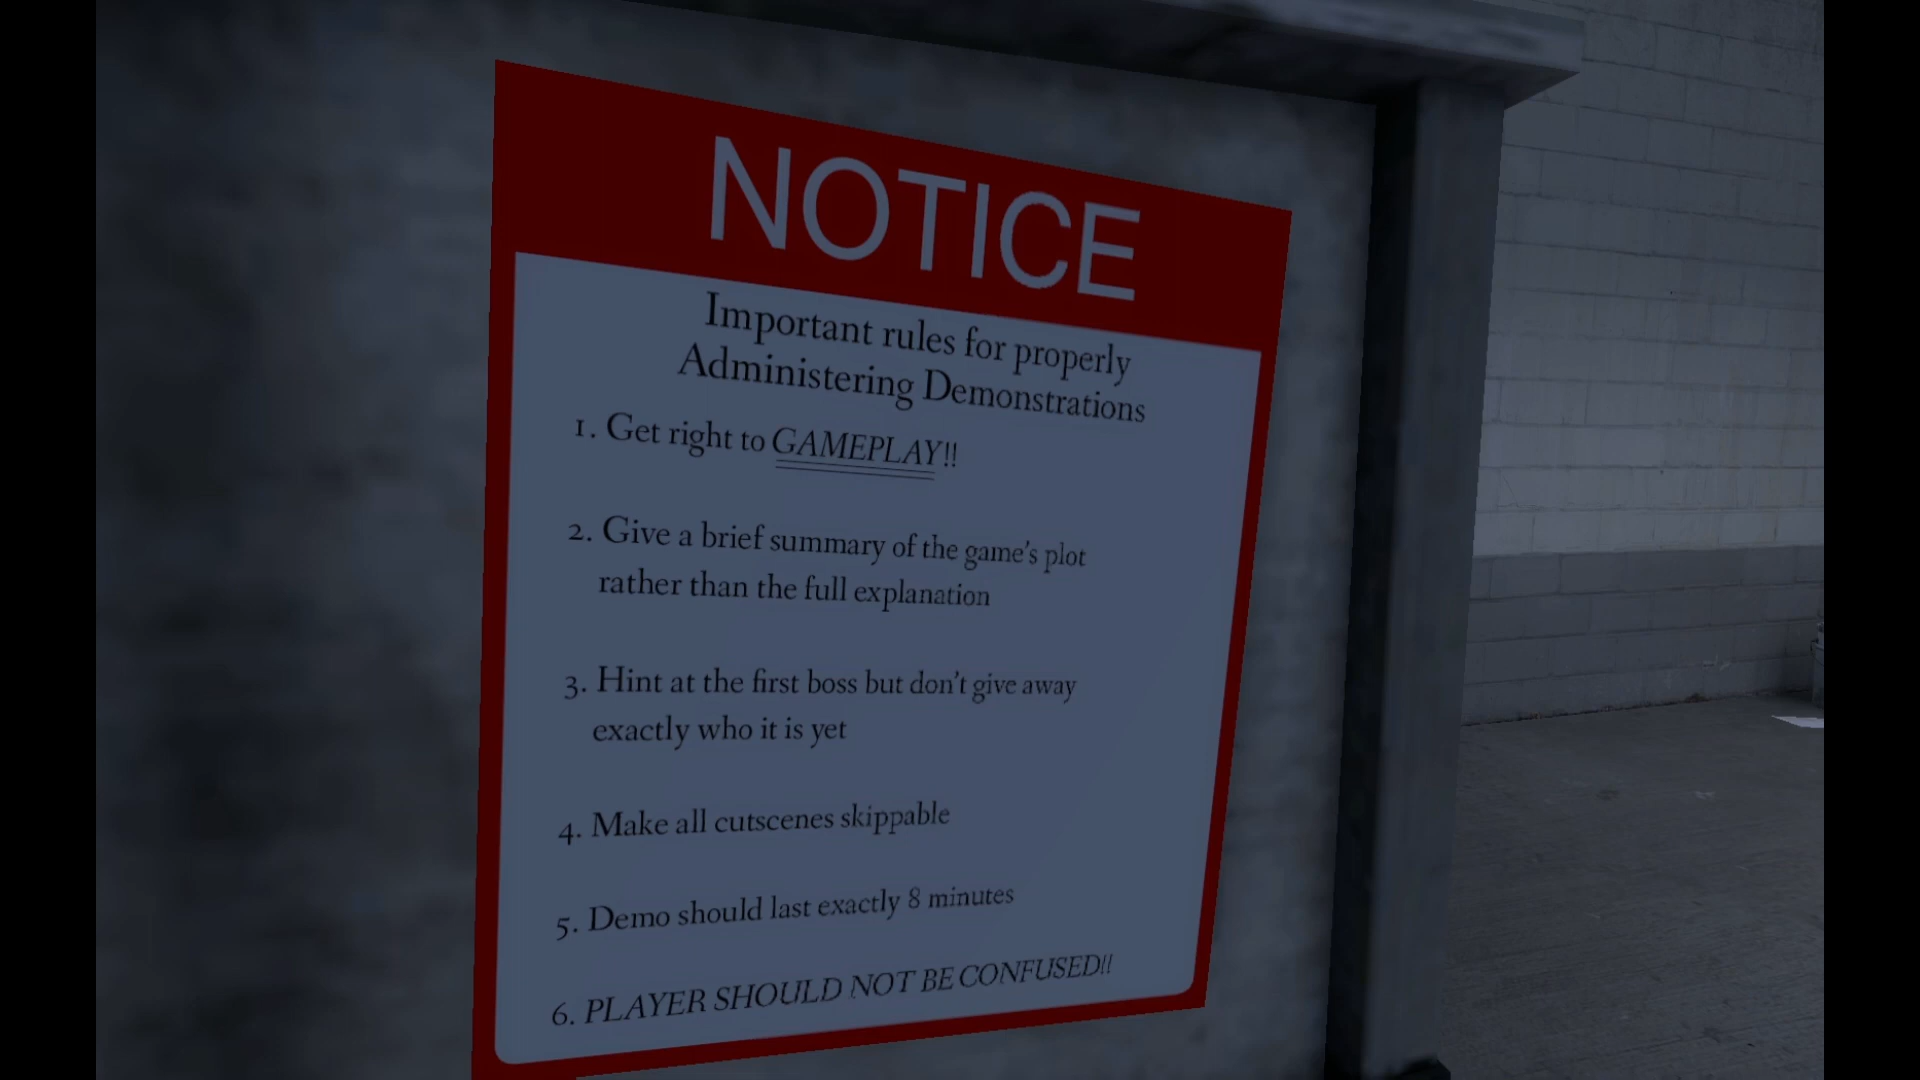 NOTICE
Important rules for properly
Administering Demonstrations
1. Get right to GAMEPLAY!!
2. Give a brief summary of the game's plot
rather than the full explanation
3. Hint at the first boss but don't give away
exactly who it is yet
4. Make all cutscenes skippable
5. Demo should last exactly 8 minutes
6. PLAYER SHOULD NOT BE CONFUSED!!